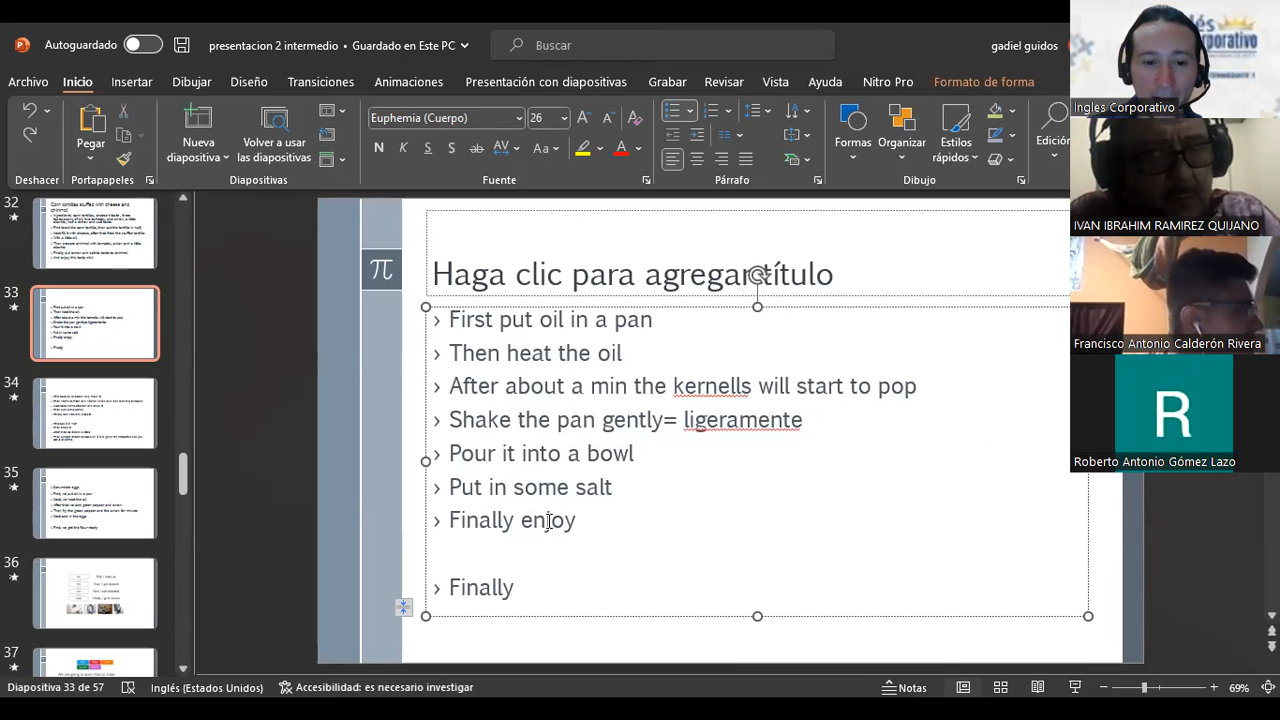 Autoguardado
presentacion 2 intermedio • Guardado en Este PC
Buscar
gadiel guidos
Archivo Inicio Insertar Dibujar Diseño Transiciones Animaciones Presentación con diapositivas Grabar Revisar Vista Ayuda Nitro Pro Formato de forma
Pegar
Nueva diapositiva
Volver a usar las diapositivas
Euphemia (Cuerpo) 26
N K S S ab AV Aa A
Formas Organizar Estilos rápidos Edición
Deshacer Portapapeles Diapositivas Fuente Párrafo Dibujo
Ingles Corporativo
IVAN IBRAHIM RAMIREZ QUIJANO
Francisco Antonio Calderón Rivera
R
Roberto Antonio Gómez Lazo
32
33
34
35
36
37
π
Haga clic para agregar título
› First put oil in a pan
› Then heat the oil
› After about a min the kernells will start to pop
› Shake the pan gently= ligeramente
› Pour it into a bowl
› Put in some salt
› Finally enjoy
› Finally
Diapositiva 33 de 57 Inglés (Estados Unidos) Accesibilidad: es necesario investigar Notas 69%